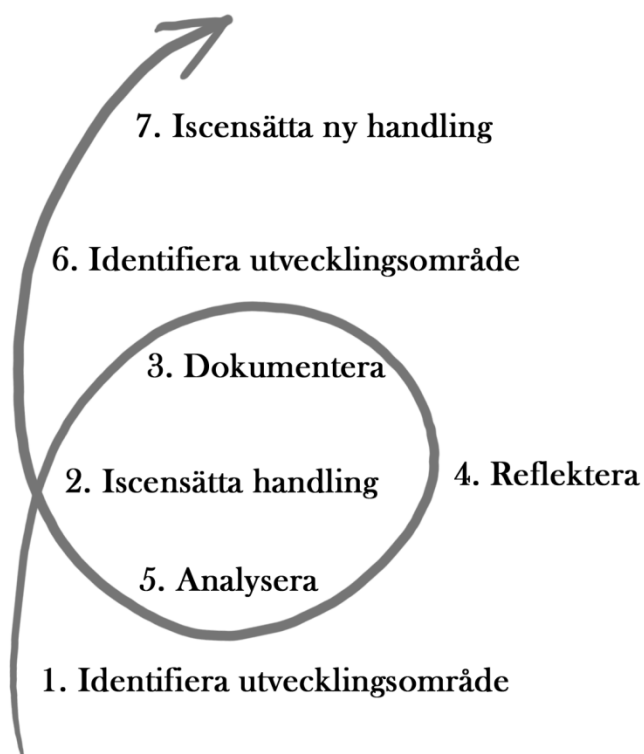 7. Iscensätta ny handling
6. Identifiera utvecklingsområde
3. Dokumentera
2. Iscensätta handling
4. Reflektera
5. Analysera
1. Identifiera utvecklingsområde